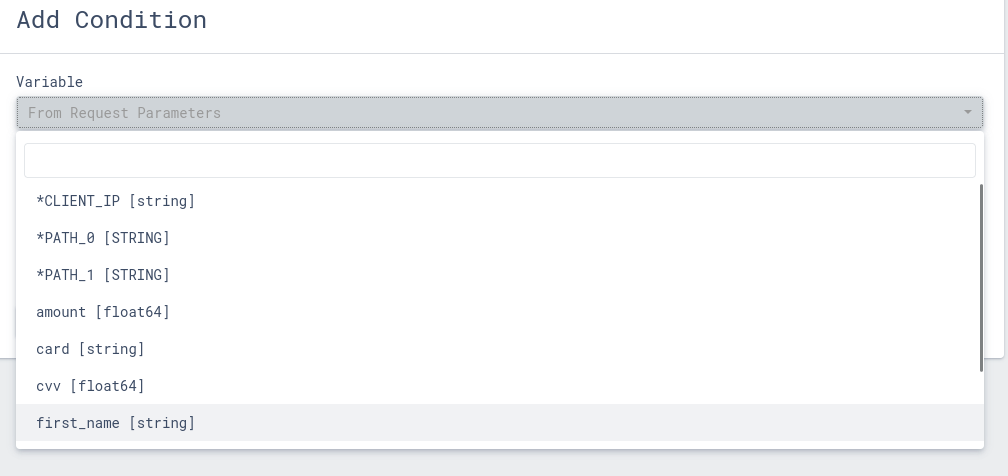 Add Condition
Variable
From Request Parameters
*CLIENT_IP [string]
*PATH_0 [STRING]
*PATH_1 [STRING]
amount [float64]
card [string]
cvv [float64]
first_name [string]